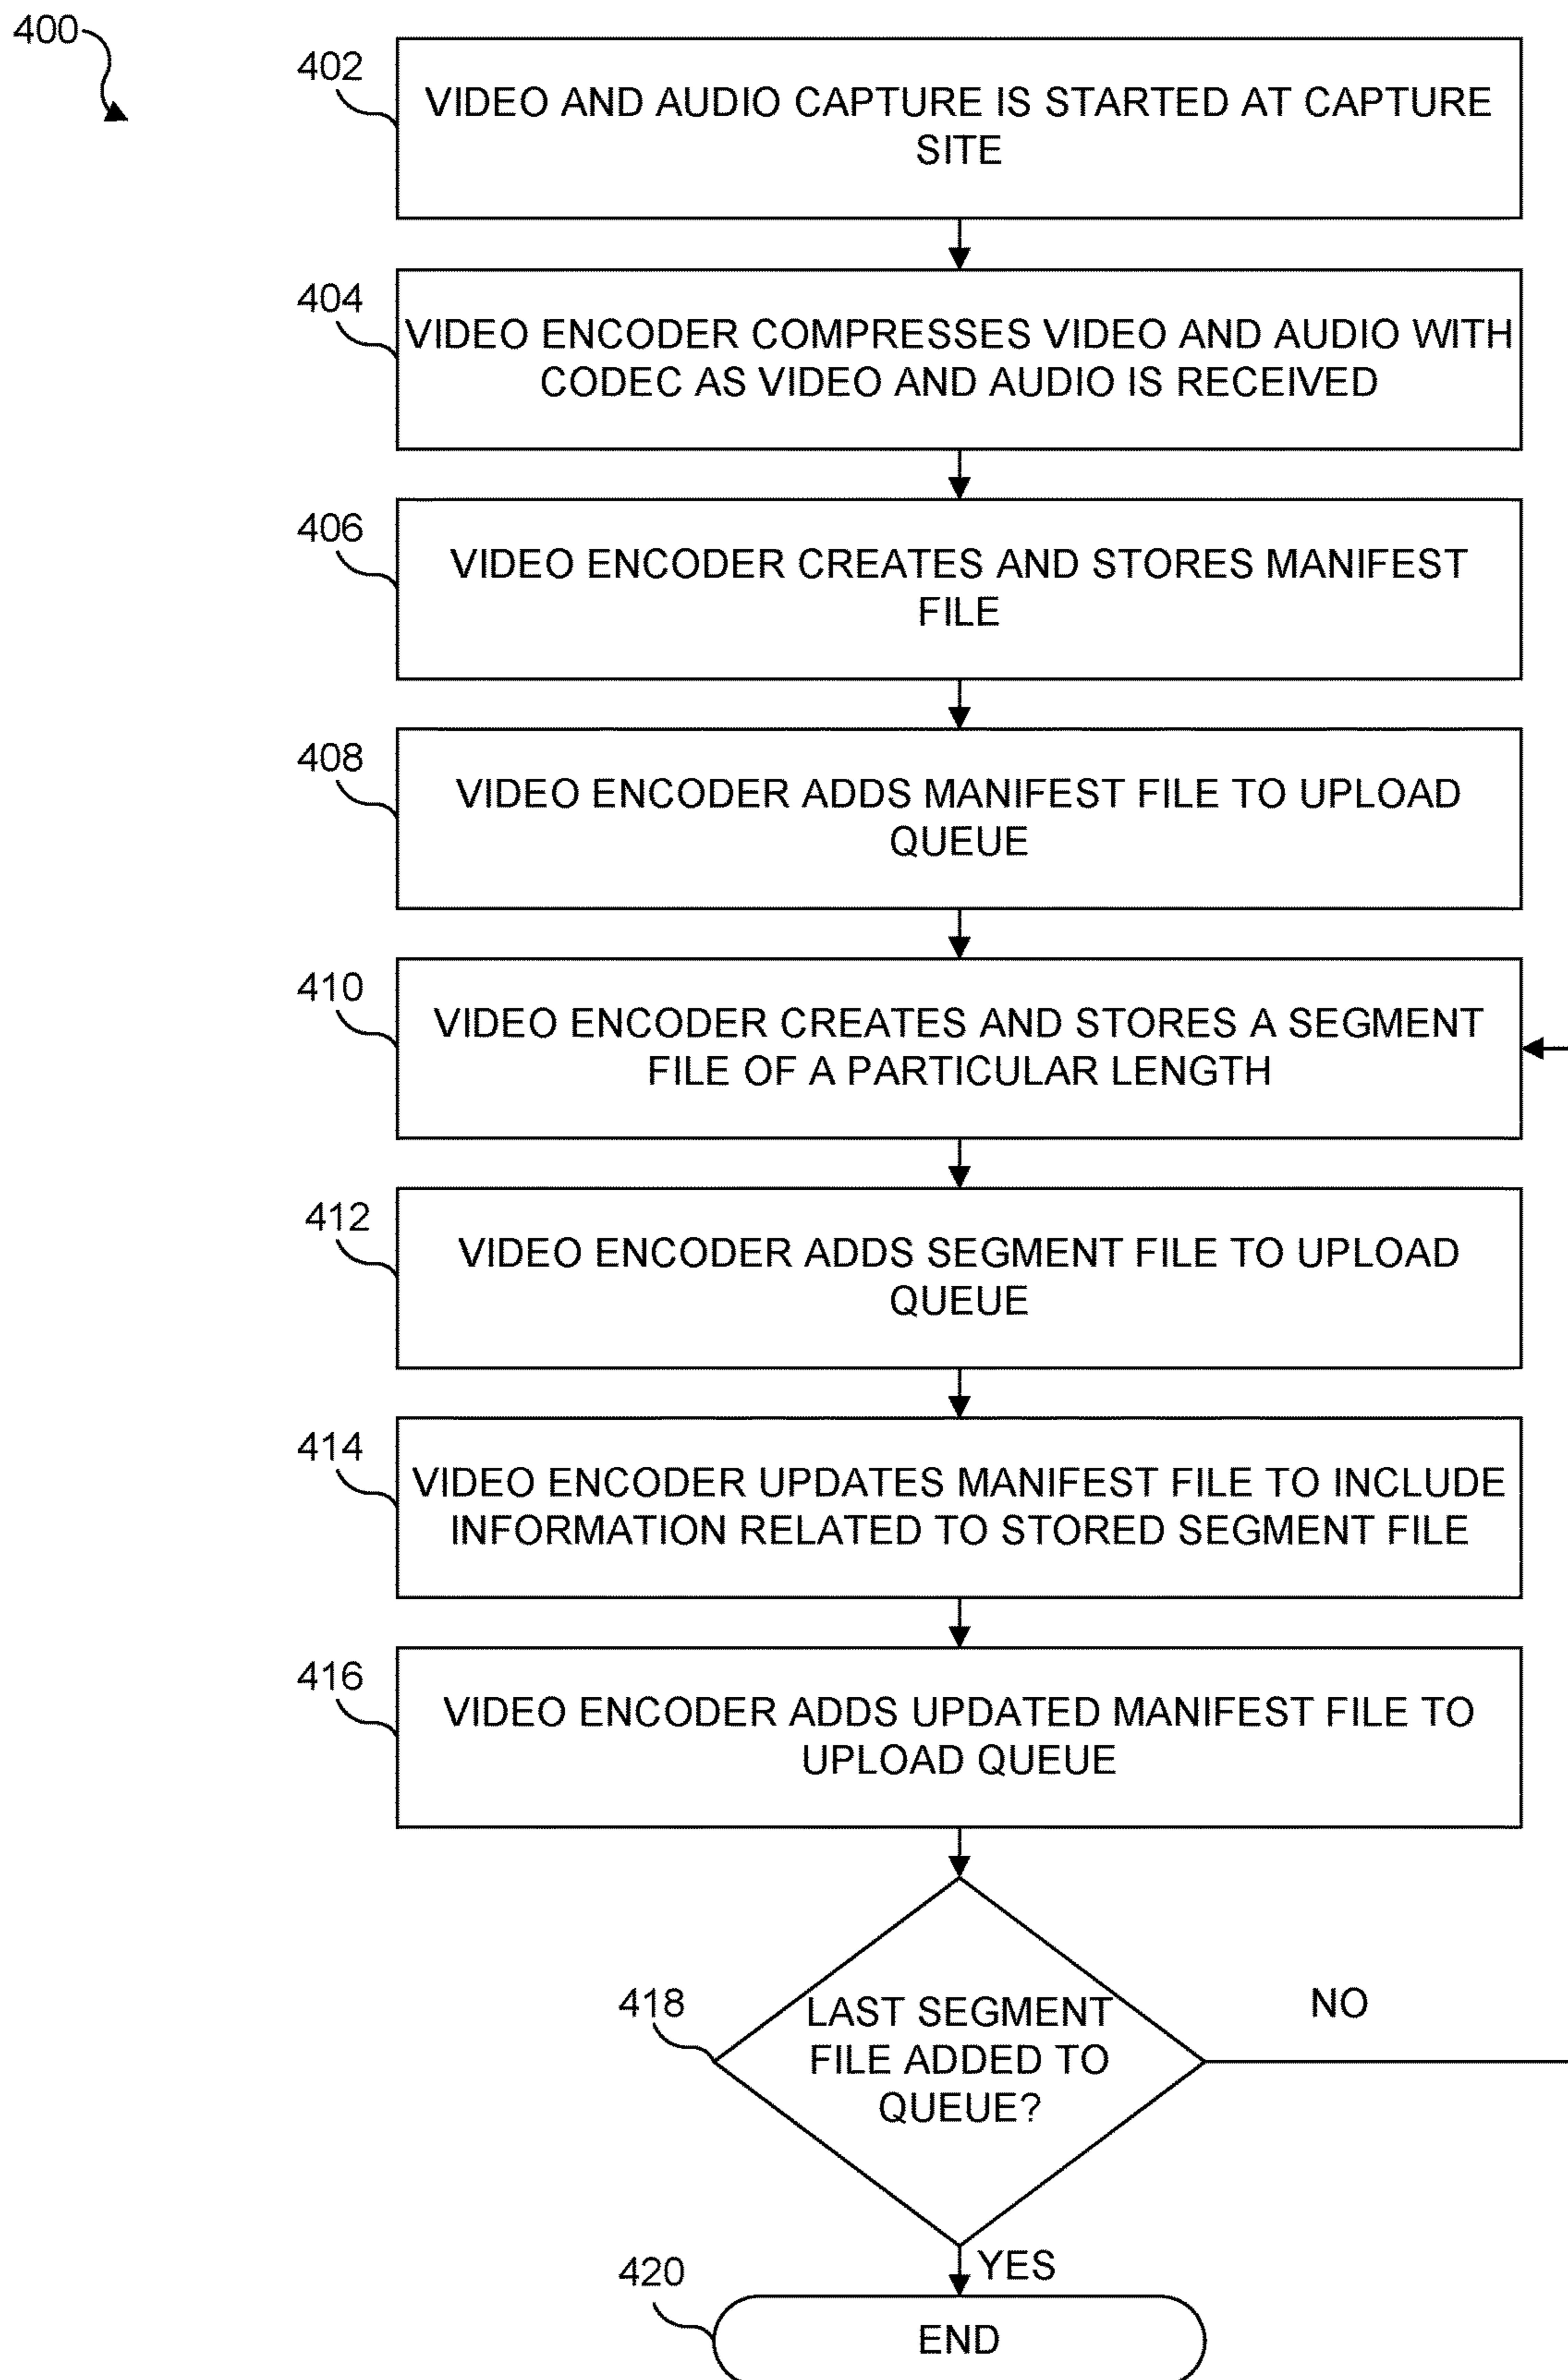 400
402
VIDEO AND AUDIO CAPTURE IS STARTED AT CAPTURE
SITE
404
VIDEO ENCODER COMPRESSES VIDEO AND AUDIO WITH
CODEC AS VIDEO AND AUDIO IS RECEIVED
406
VIDEO ENCODER CREATES AND STORES MANIFEST
FILE
408
VIDEO ENCODER ADDS MANIFEST FILE TO UPLOAD
QUEUE
410
VIDEO ENCODER CREATES AND STORES A SEGMENT
FILE OF A PARTICULAR LENGTH
412
VIDEO ENCODER ADDS SEGMENT FILE TO UPLOAD
QUEUE
414
VIDEO ENCODER UPDATES MANIFEST FILE TO INCLUDE
INFORMATION RELATED TO STORED SEGMENT FILE
416
VIDEO ENCODER ADDS UPDATED MANIFEST FILE TO
UPLOAD QUEUE
418
LAST SEGMENT
FILE ADDED TO
QUEUE?
NO
YES
420
END